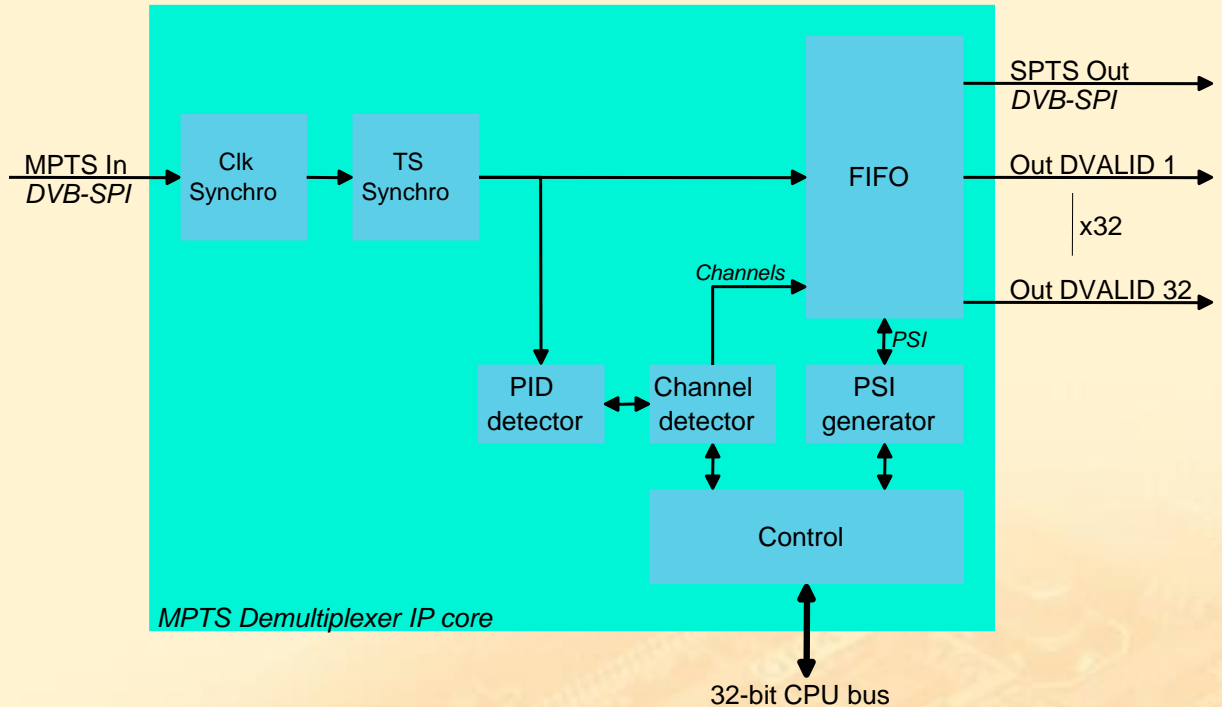 MPTS In
DVB-SPI
Clk
Synchro
TS
Synchro
FIFO
SPTS Out
DVB-SPI
Out DVALID 1
x32
Out DVALID 32
Channels
PSI
PID
detector
Channel
detector
PSI
generator
Control
MPTS Demultiplexer IP core
32-bit CPU bus